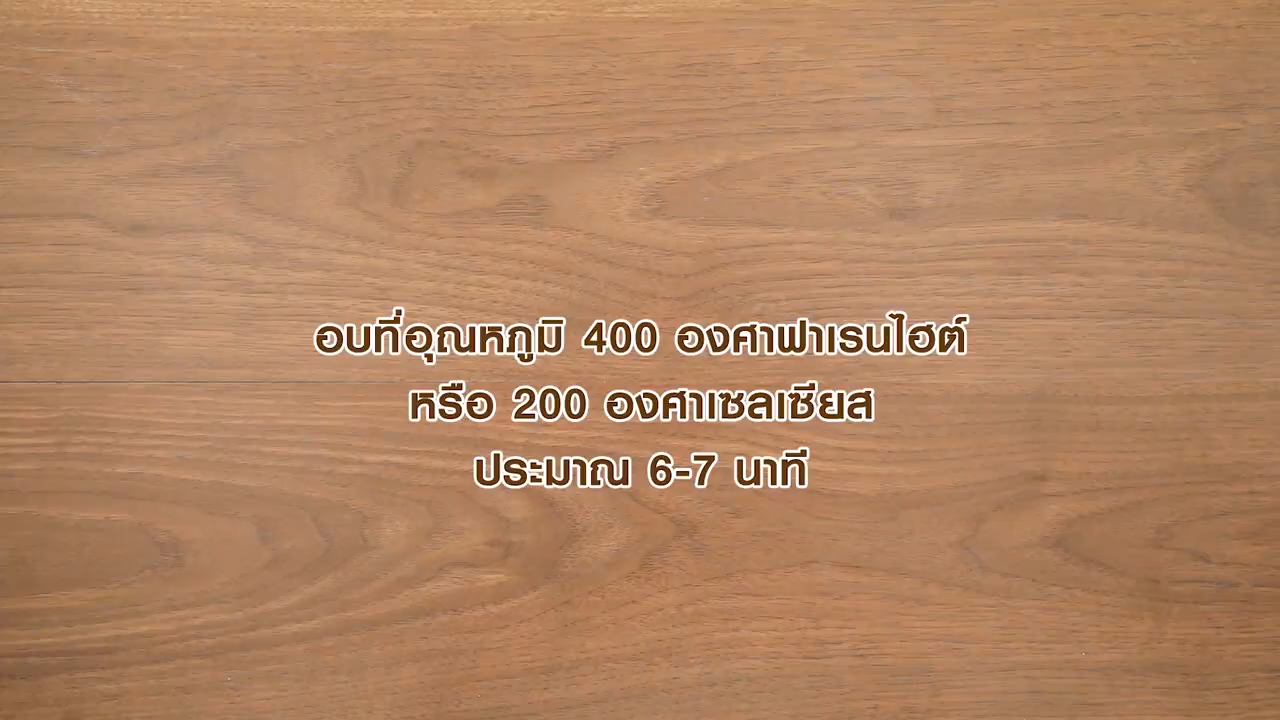 อบที่อุณหภูมิ 400 องศาฟาเรนไฮต์
หรือ 200 องศาเซลเซียส
ประมาณ 6-7 นาที